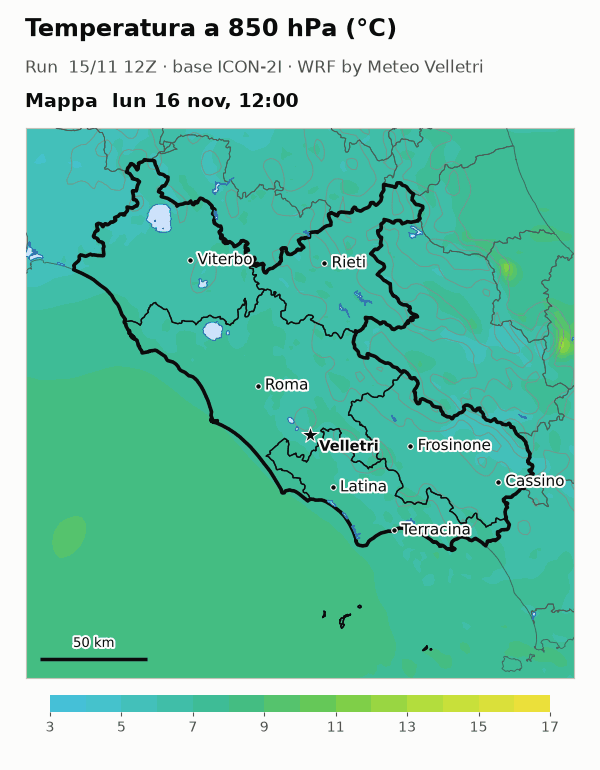 Temperatura a 850 hPa (°C)
Run  15/11 12Z · base ICON-2I · WRF by Meteo Velletri
Mappa  lun 16 nov, 12:00
Viterbo
Rieti
Roma
Velletri
Frosinone
Latina
Cassino
Terracina
50 km
3 5 7 9 11 13 15 17